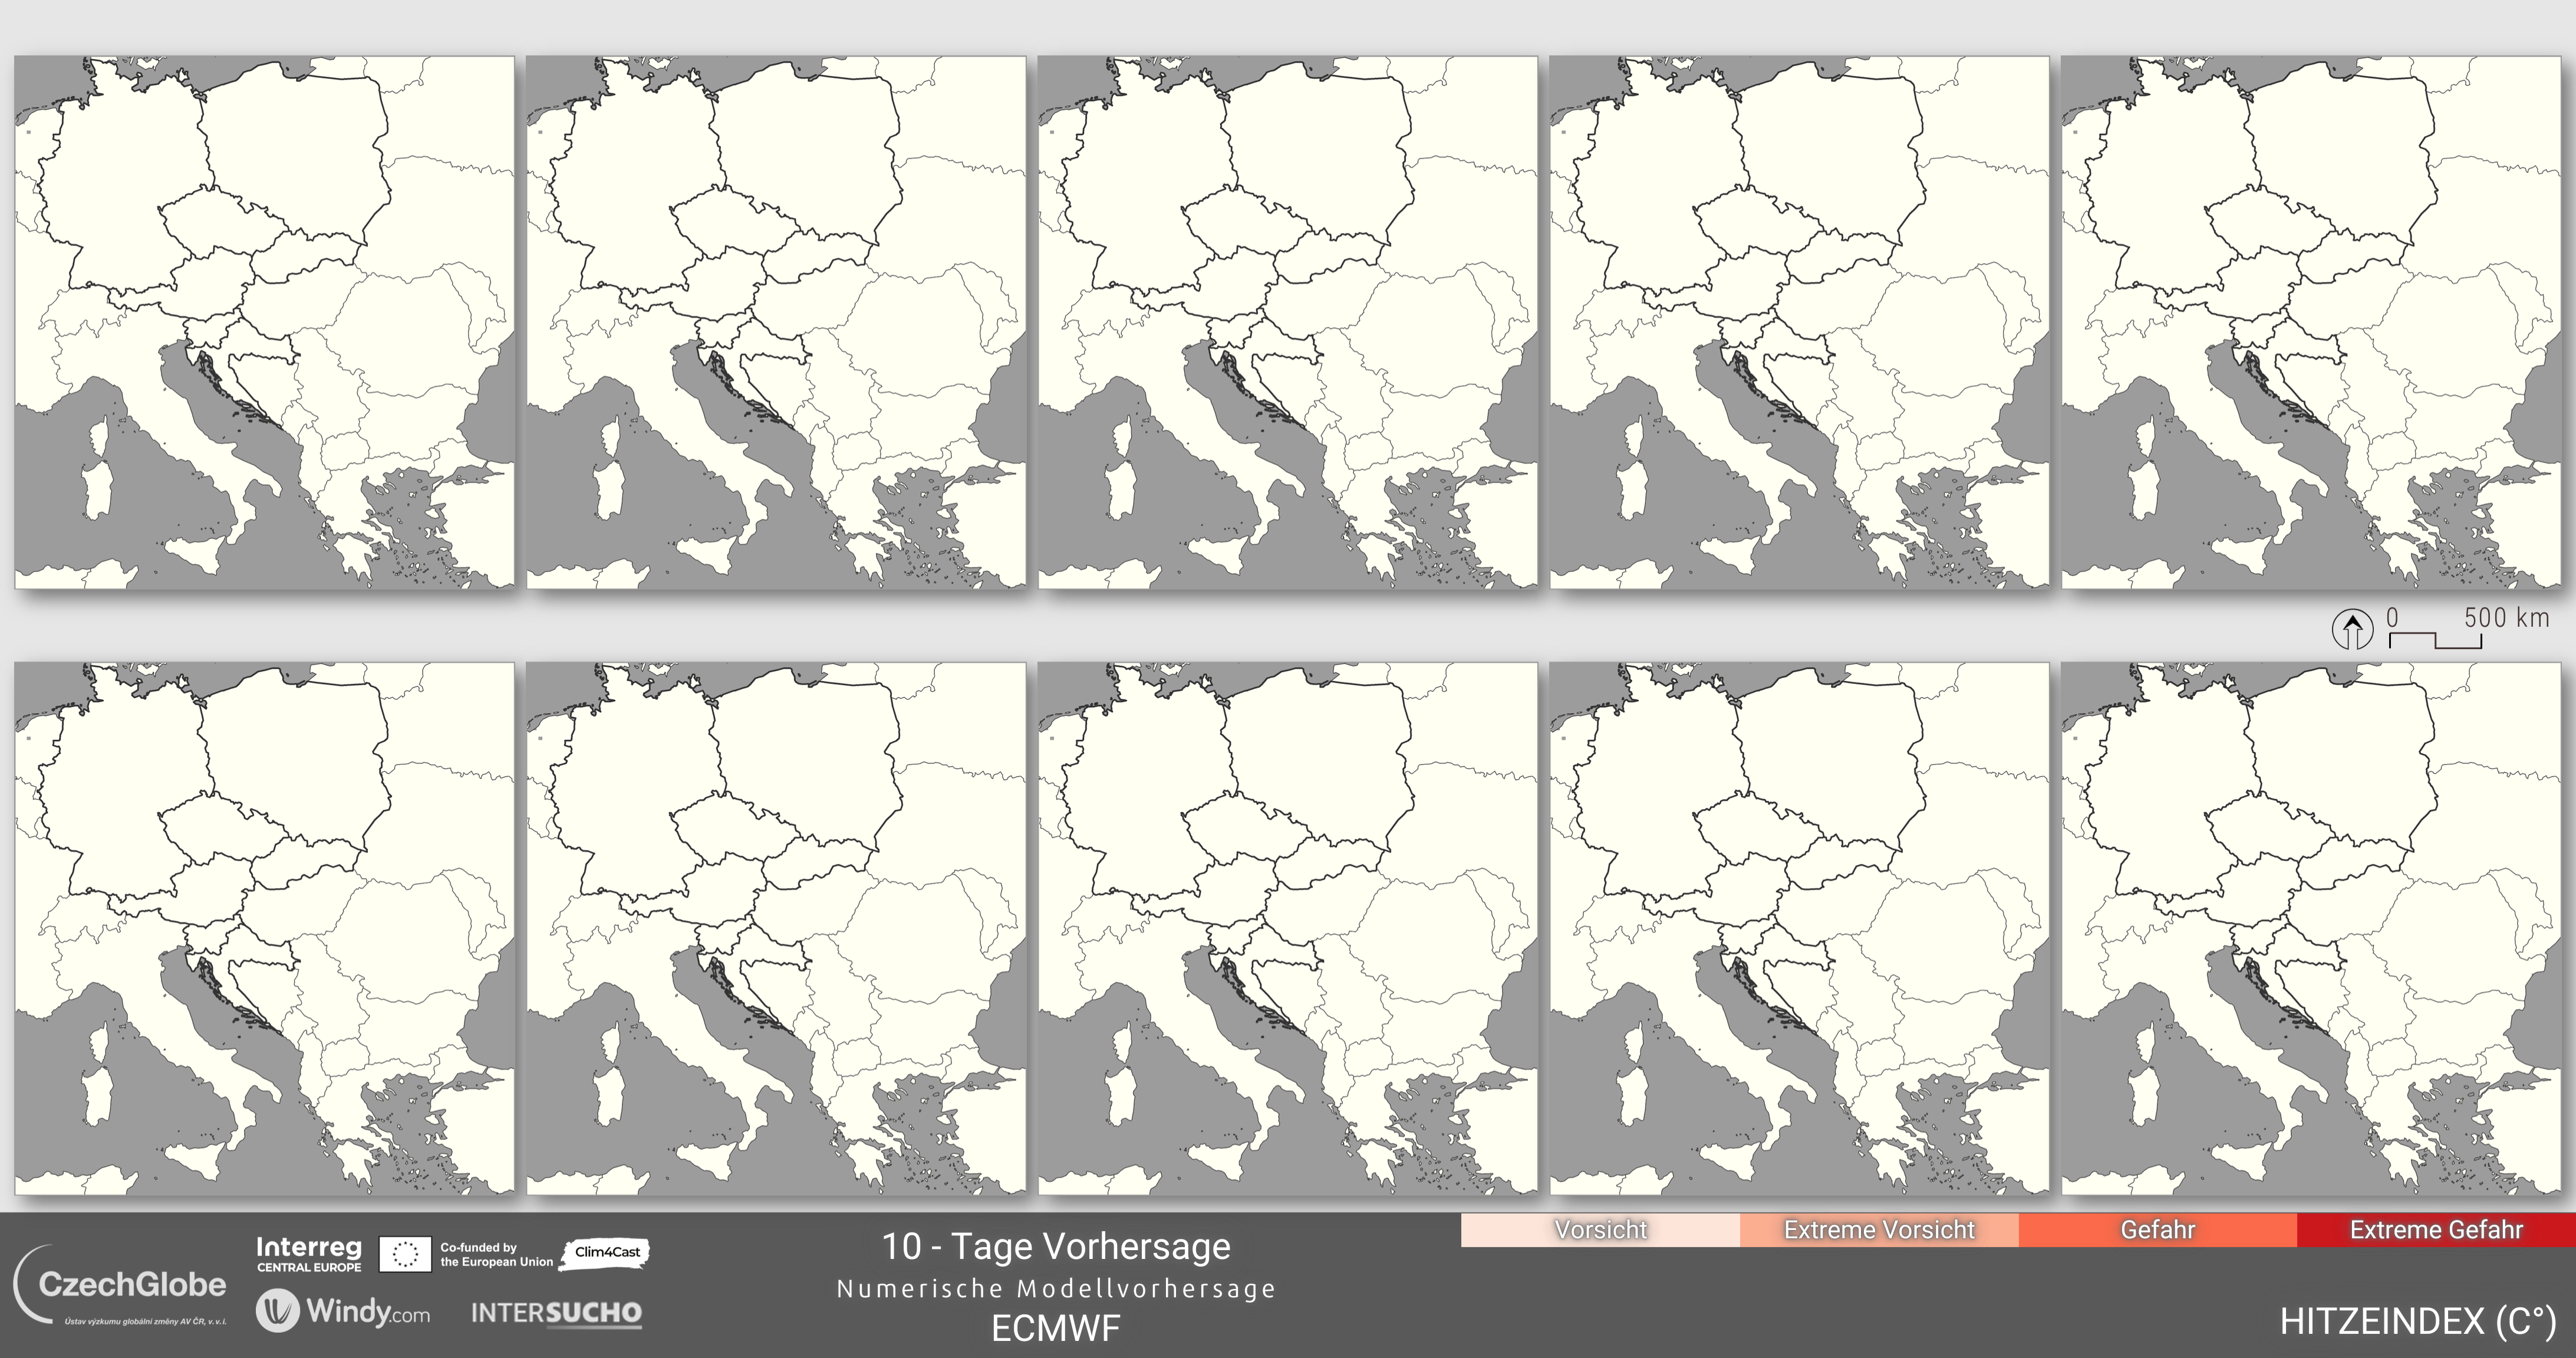 0 500 km
Vorsicht
Extreme Vorsicht
Gefahr
Extreme Gefahr
CzechGlobe
Ústav výzkumu globální změny AV ČR, v. v. i.
Interreg
CENTRAL EUROPE
Co-funded by
the European Union
Clim4Cast
Windy.com
INTERSUCHO
10 - Tage Vorhersage
Numerische Modellvorhersage
ECMWF
HITZEINDEX (C°)